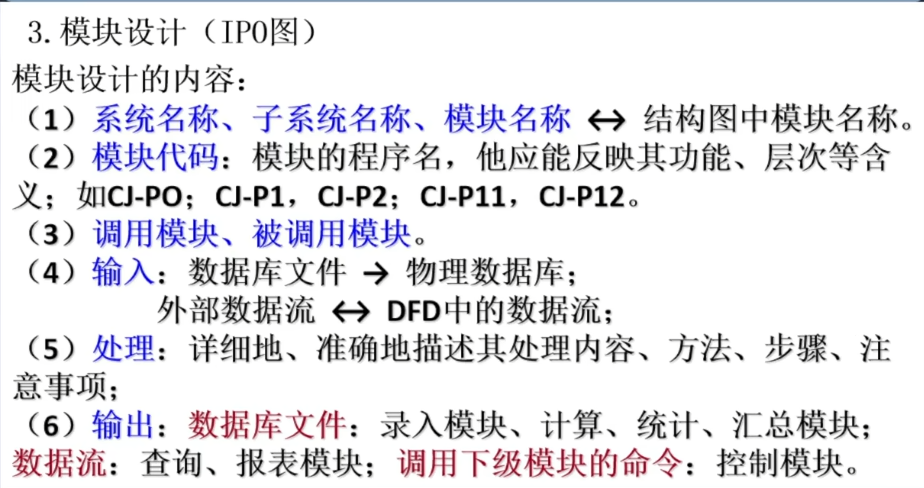 3.模块设计（IPO图）
模块设计的内容：
（1）系统名称、子系统名称、模块名称 ↔ 结构图中模块名称。
（2）模块代码：模块的程序名，他应能反映其功能、层次等含
义；如CJ-PO；CJ-P1，CJ-P2；CJ-P11，CJ-P12。
（3）调用模块、被调用模块。
（4）输入：数据库文件 → 物理数据库；
外部数据流 ↔ DFD中的数据流；
（5）处理：详细地、准确地描述其处理内容、方法、步骤、注
意事项；
（6）输出：数据库文件：录入模块、计算、统计、汇总模块；
数据流：查询、报表模块；调用下级模块的命令：控制模块。